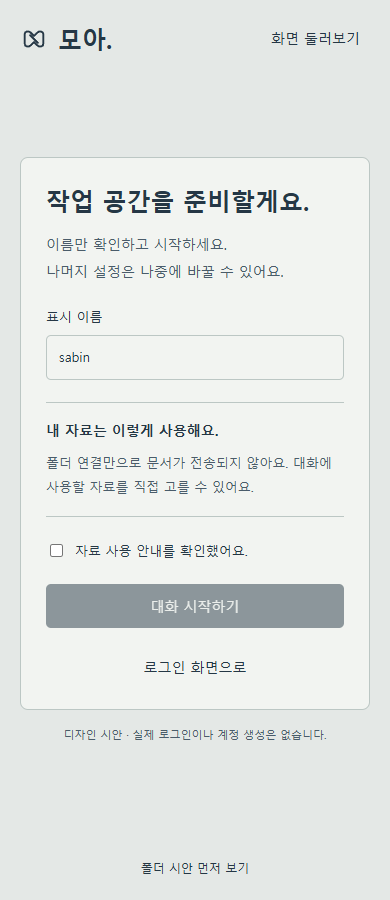 모아.
화면 둘러보기
작업 공간을 준비할게요.
이름만 확인하고 시작하세요.
나머지 설정은 나중에 바꿀 수 있어요.
표시 이름
sabin
내 자료는 이렇게 사용해요.
폴더 연결만으로 문서가 전송되지 않아요. 대화에
사용할 자료를 직접 고를 수 있어요.
자료 사용 안내를 확인했어요.
대화 시작하기
로그인 화면으로
디자인 시안 · 실제 로그인이나 계정 생성은 없습니다.
폴더 시안 먼저 보기